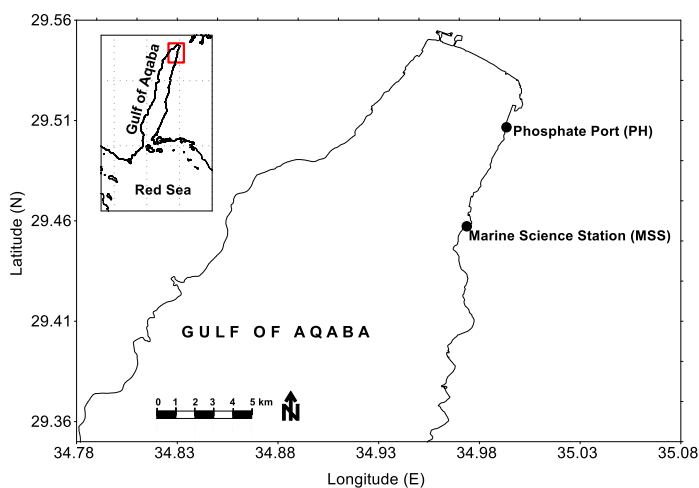 29.56
29.51
29.46
29.41
29.36
Latitude (N)
Gulf of Aqaba
Red Sea
Phosphate Port (PH)
Marine Science Station (MSS)
GULF OF AQABA
0 1 2 3 4 5 km
N
34.78 34.83 34.88 34.93 34.98 35.03 35.08
Longitude (E)